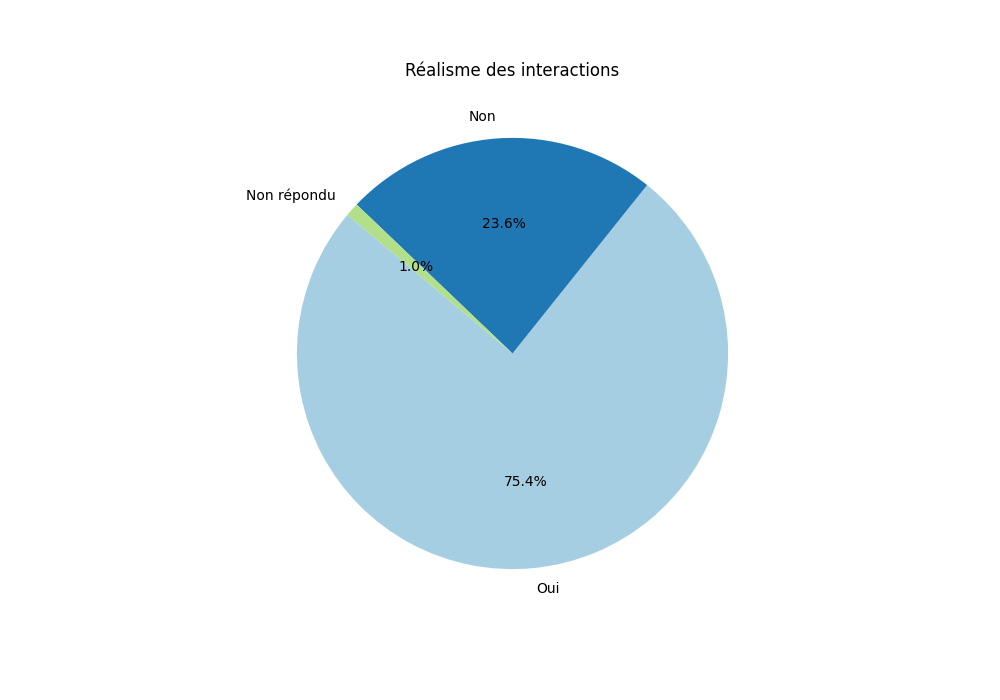 Réalisme des interactions
Non
Non répondu
23.6%
1.0%
75.4%
Oui